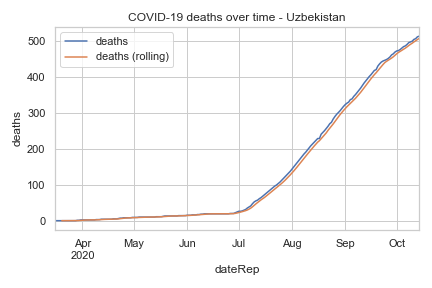 COVID-19 deaths over time - Uzbekistan
deaths
deaths (rolling)
500
400
300
200
100
0
deaths
Apr May Jun Jul Aug Sep Oct
2020
dateRep